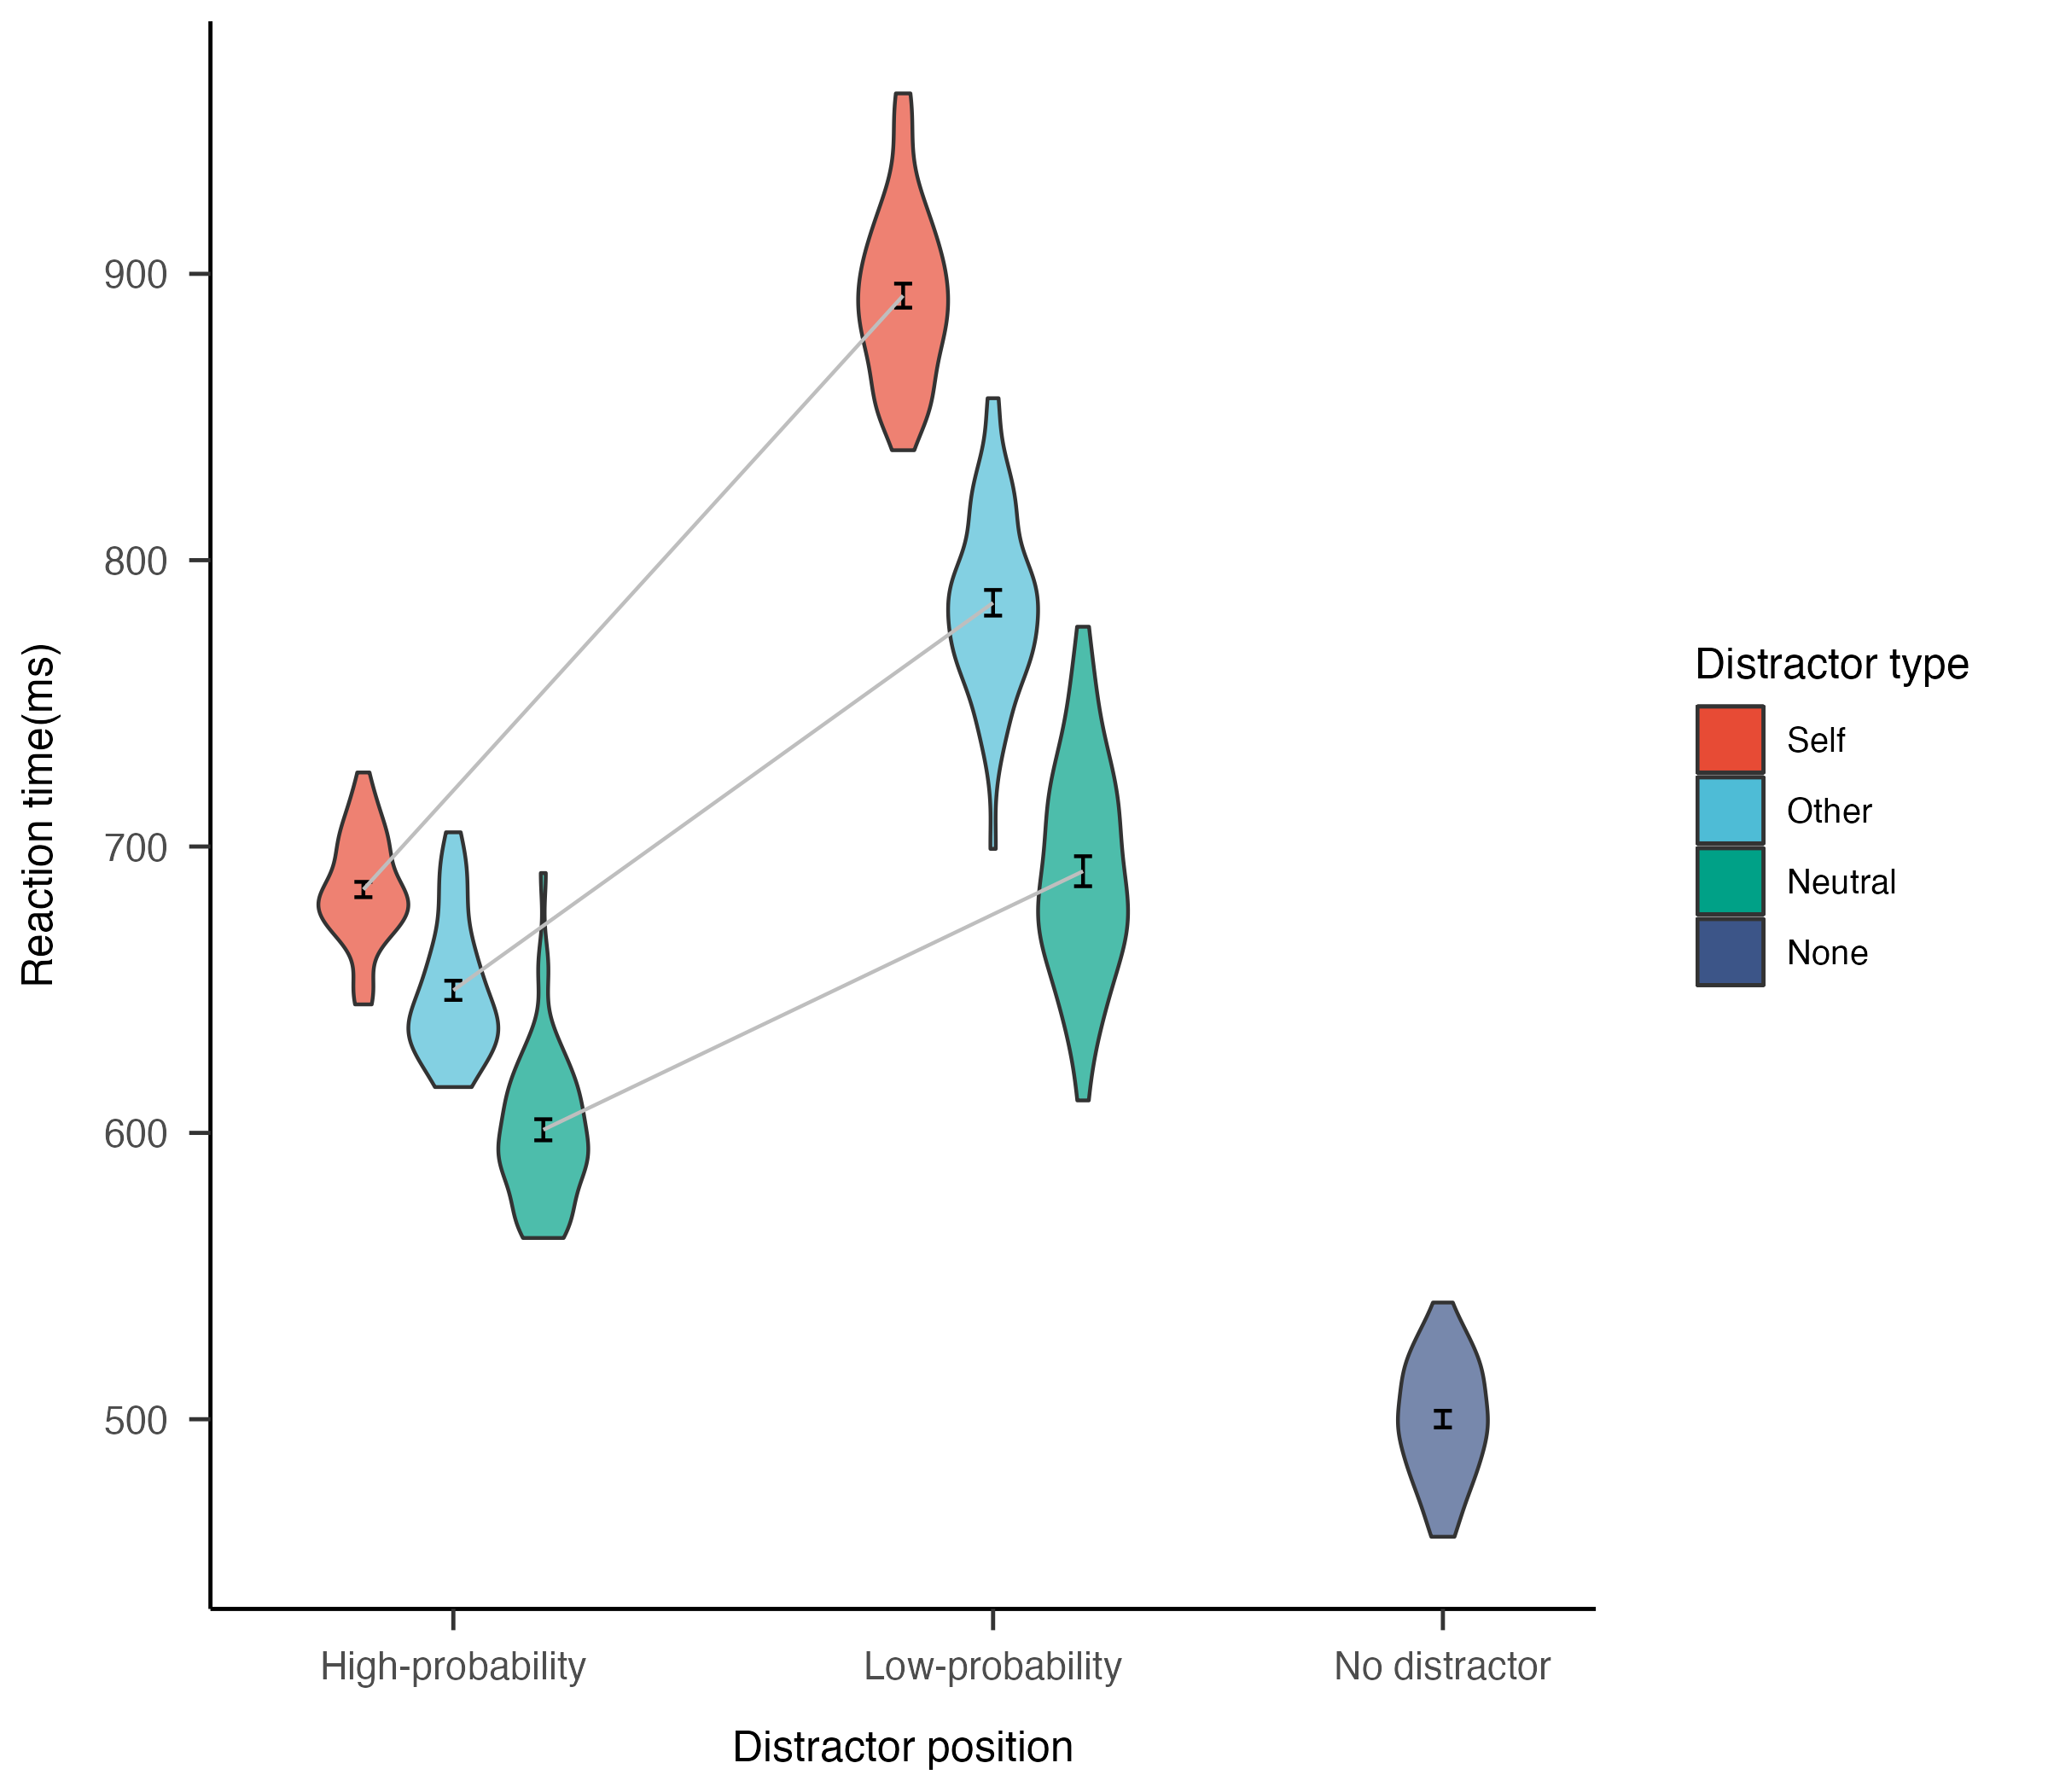 900
800
700
600
500
Reaction time(ms)
High-probability
Low-probability
No distractor
Distractor position
Distractor type
Self
Other
Neutral
None